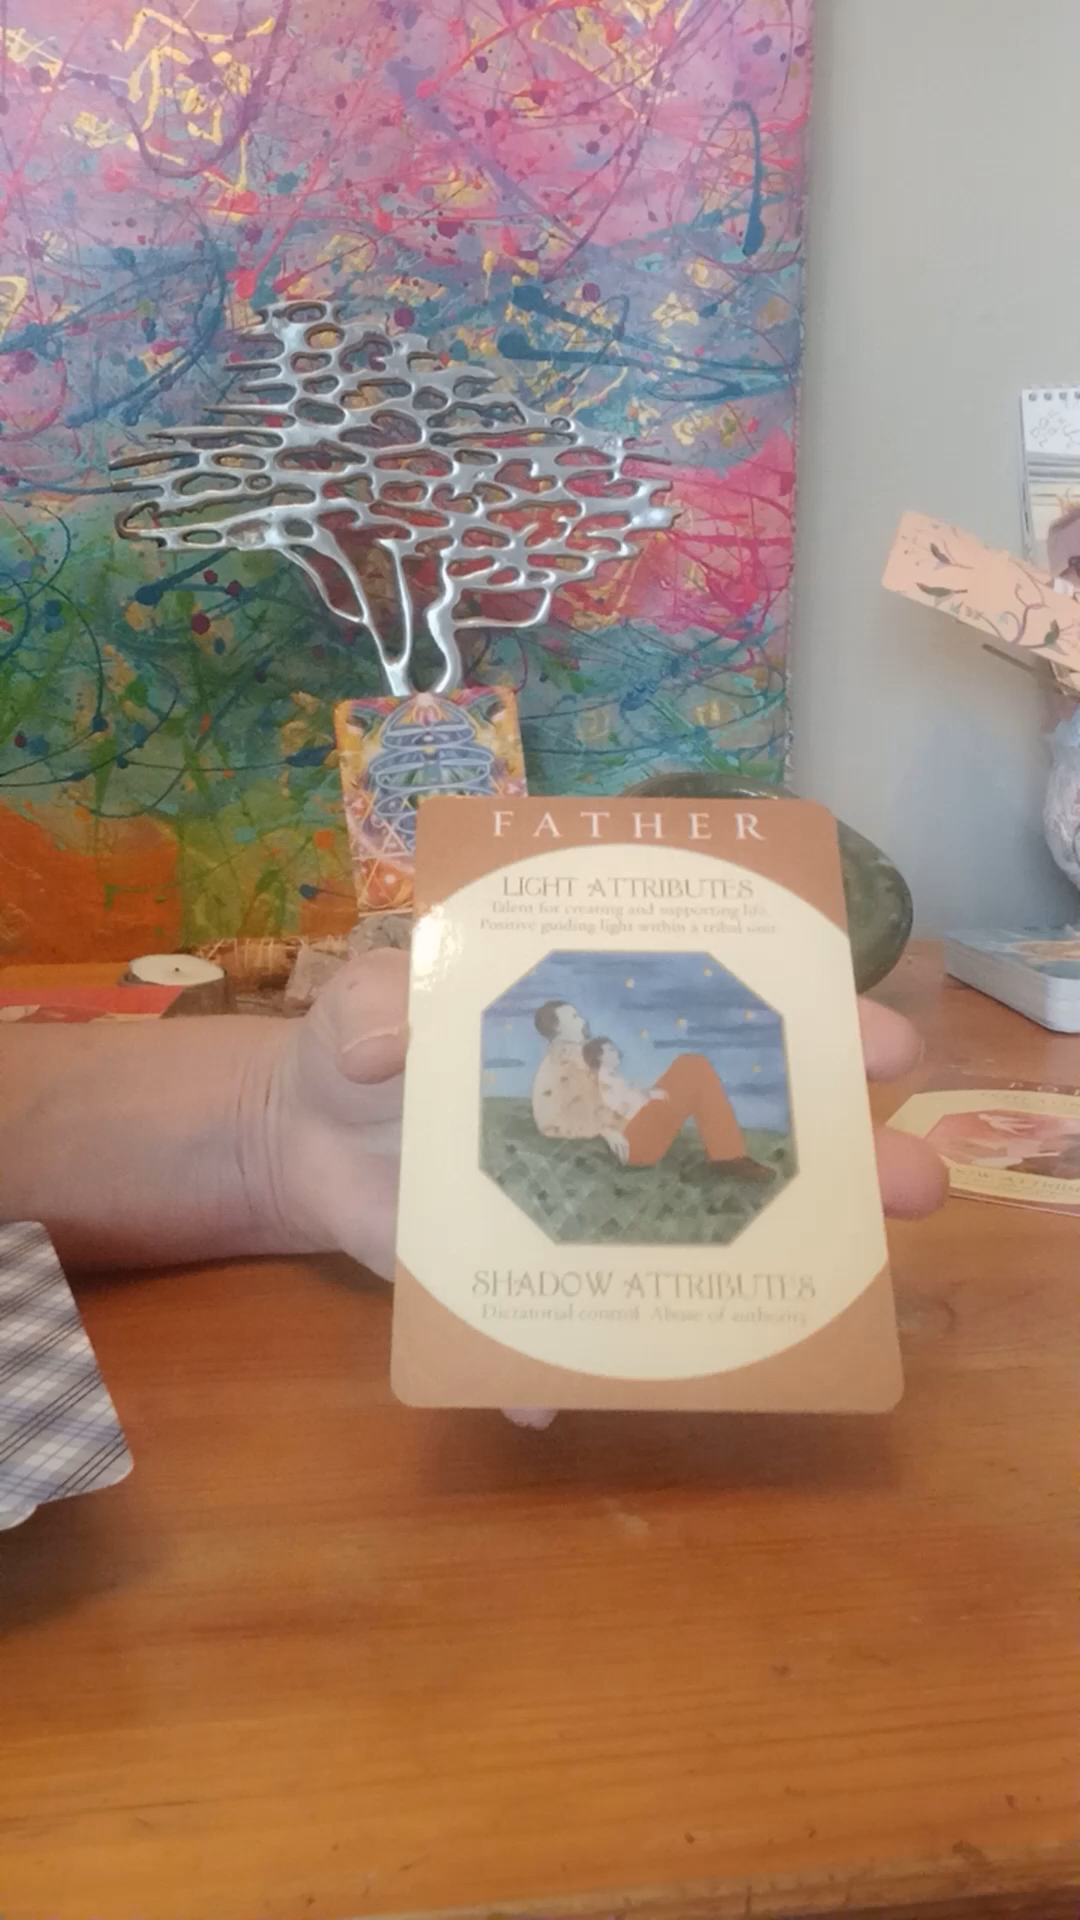 FATHER
LIGHT ATTRIBUTES
Talent for creating and supporting life.
Positive guiding light within a tribal unit.
SHADOW ATTRIBUTES
Dictatorial control. Abuse of authority.